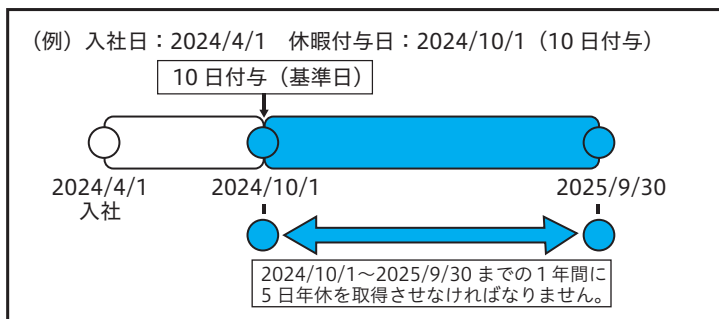 （例）入社日：2024/4/1　休暇付与日：2024/10/1（10 日付与）
10 日付与（基準日）
2024/4/1
入社
2024/10/1
2025/9/30
2024/10/1～2025/9/30 までの 1 年間に
5 日年休を取得させなければなりません。